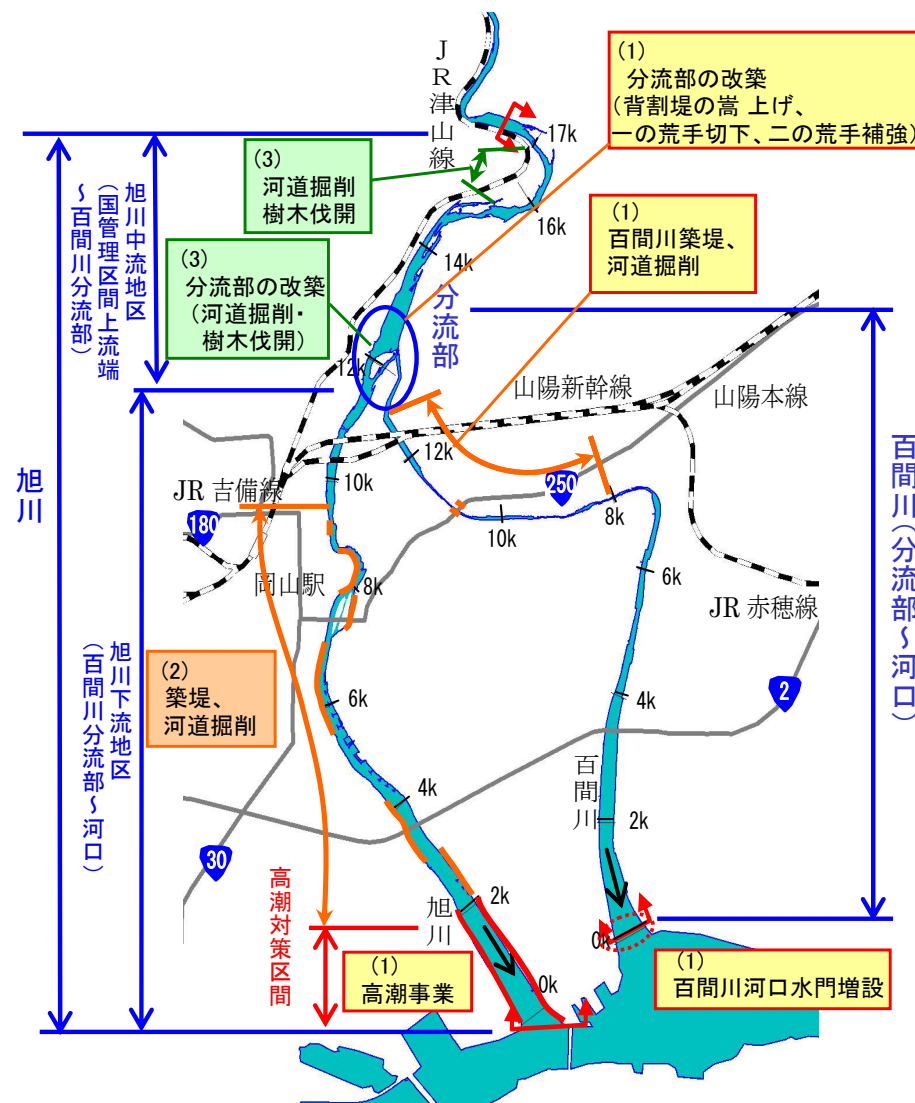 JR津山線
(1)
分流部の改築
(背割堤の嵩 上げ、
一の荒手切下、二の荒手補強)
17k
(3)
河道掘削
樹木伐開
16k
(1)
百間川築堤、
河道掘削
旭川中流地区
(国管理区間上流端
～百間川分流部)
14k
(3)
分流部の改築
(河道掘削・
樹木伐開)
分流部
12k
山陽新幹線
山陽本線
12k
旭川
10k
JR吉備線
250
8k
10k
180
岡山駅
8k
6k
JR赤穂線
百間川(分流部～河口)
旭川下流地区
(百間川分流部～河口)
(2)
築堤、
河道掘削
6k
4k
2
百間川
4k
2k
30
高潮対策区間
旭川
2k
0k
(1)
高潮事業
0k
(1)
百間川河口水門増設